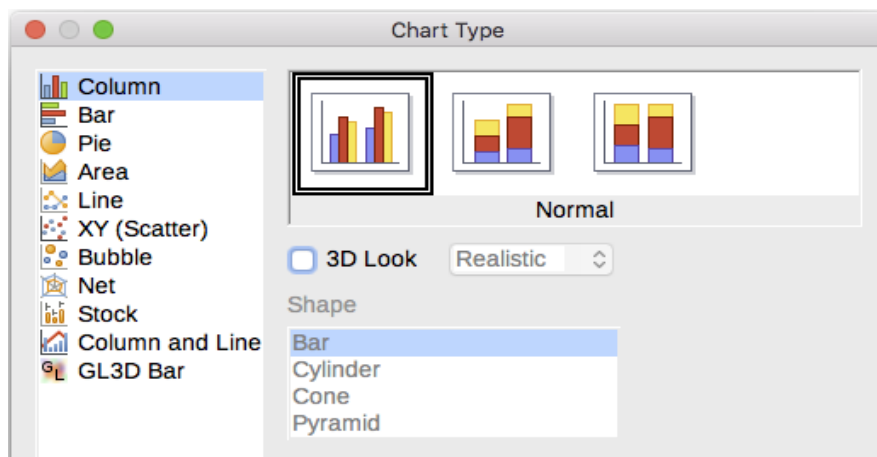 Chart Type
Column
Bar
Pie
Area
Line
XY (Scatter)
Bubble
Net
Stock
Column and Line
GL GL3D Bar
Normal
3D Look Realistic
Shape
Bar
Cylinder
Cone
Pyramid